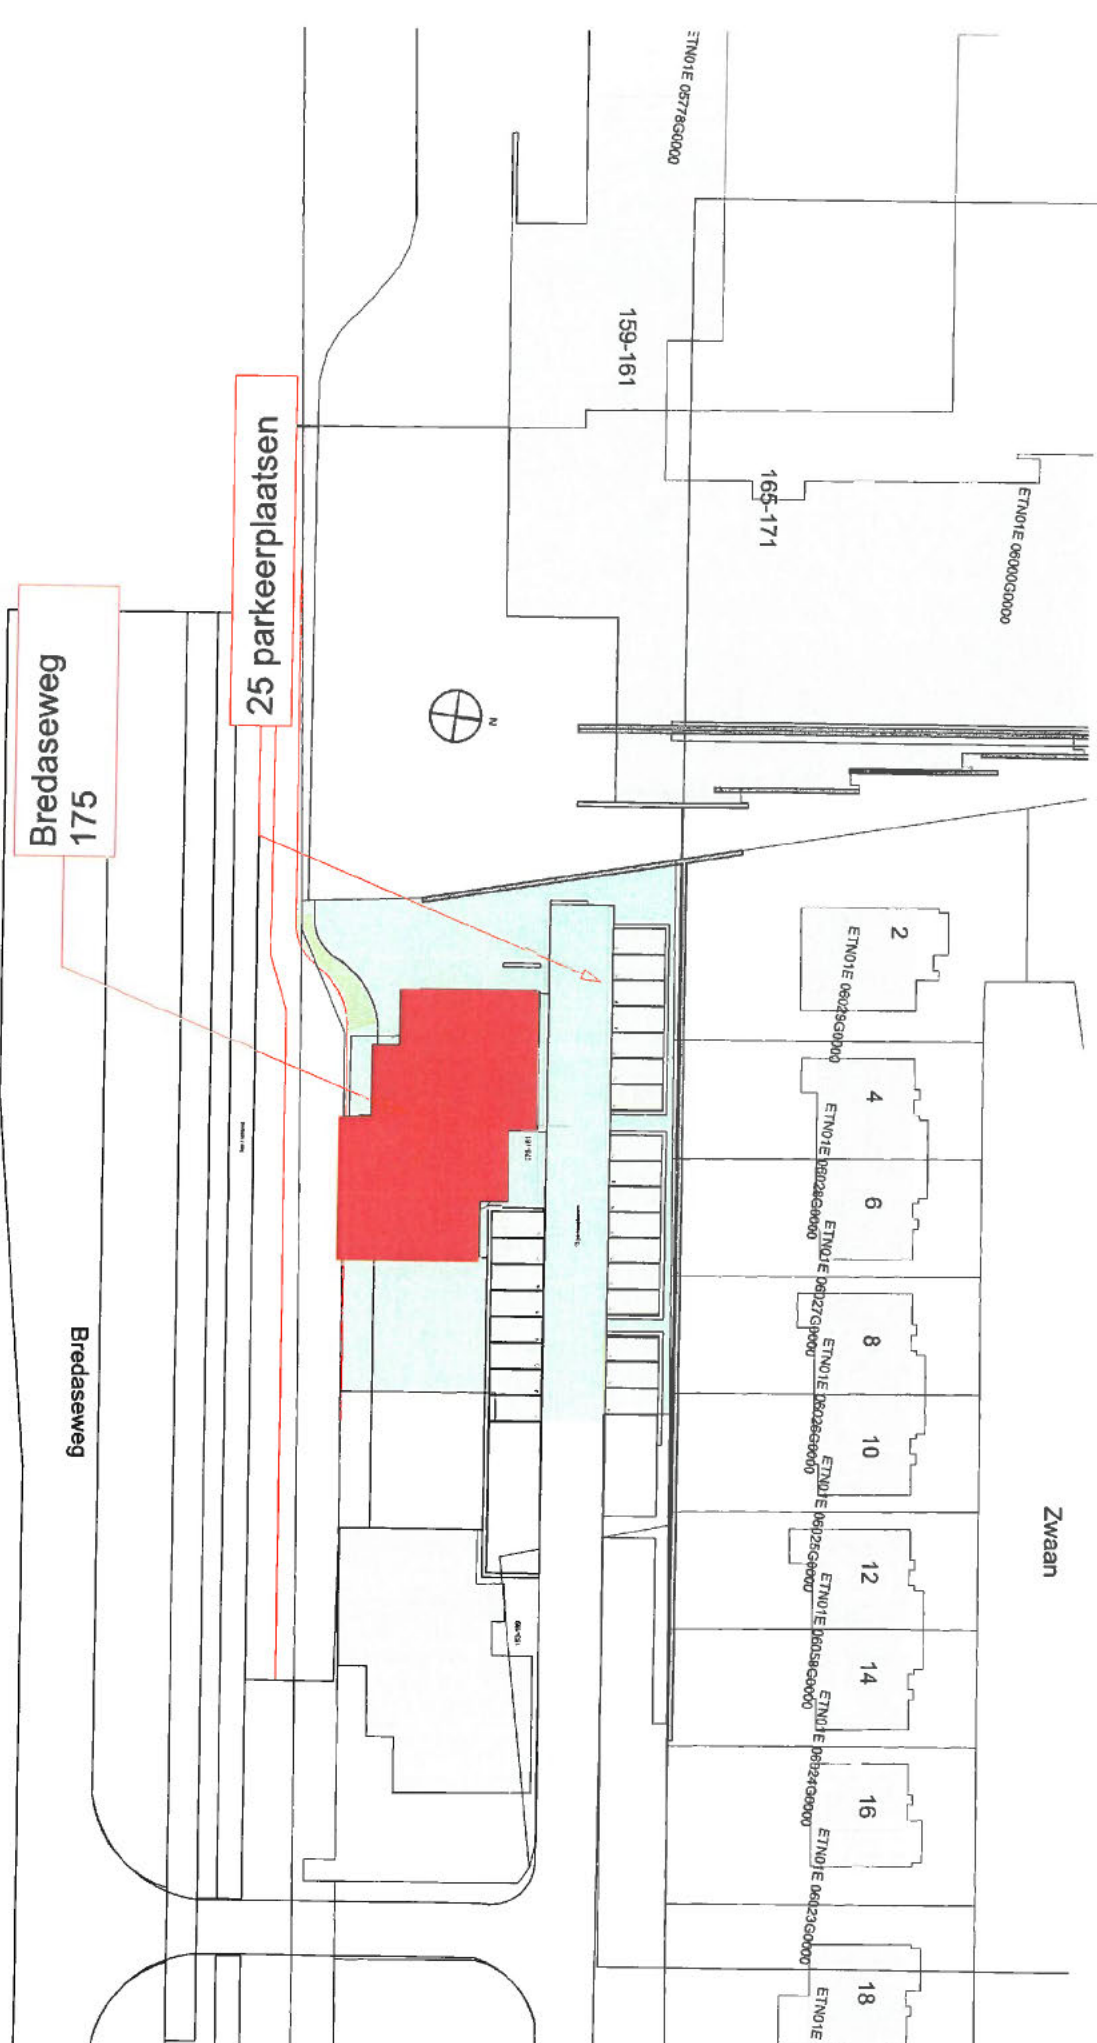 ETN01E 05778G0000
159-161
165-171
ETN01E 06000G0000
25 parkeerplaatsen
Bredaseweg
175
N
2
ETN01E 06029G0000
4
ETN01E 06028G0000
6
ETN01E 06027G0000
8
ETN01E 06026G0000
10
ETN01E 06025G0000
12
ETN01E 06058G0000
14
ETN01E 06024G0000
16
ETN01E 06023G0000
18
ETN01E
Bredaseweg
Zwaan